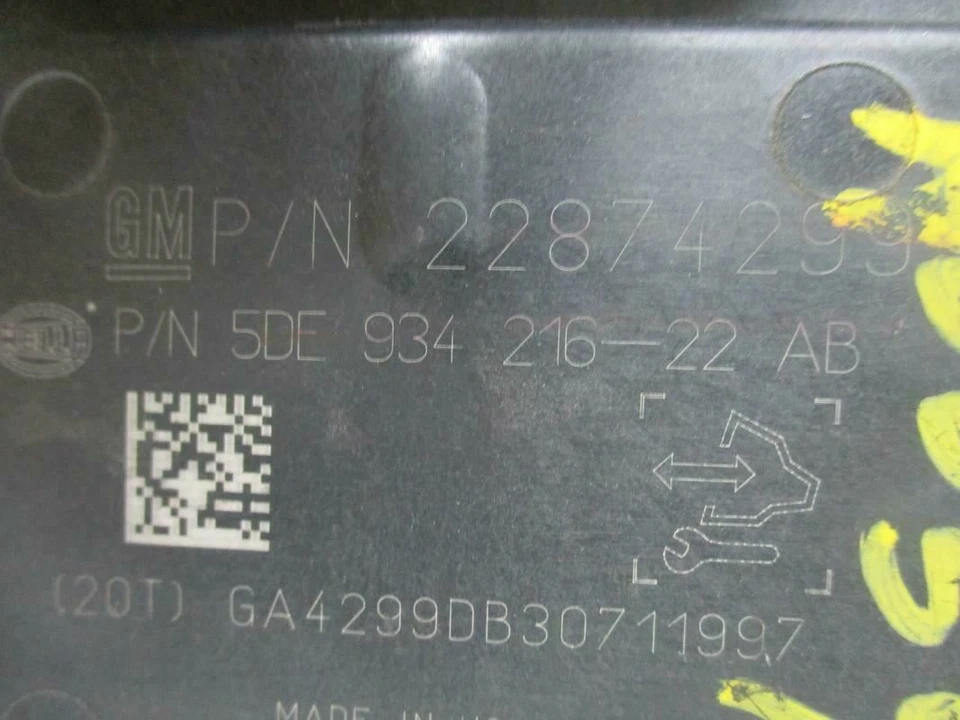 GM P/N 22874299
P/N 5DE 934 216-22 AB
(20T) GA4299DB30711997
MADE IN